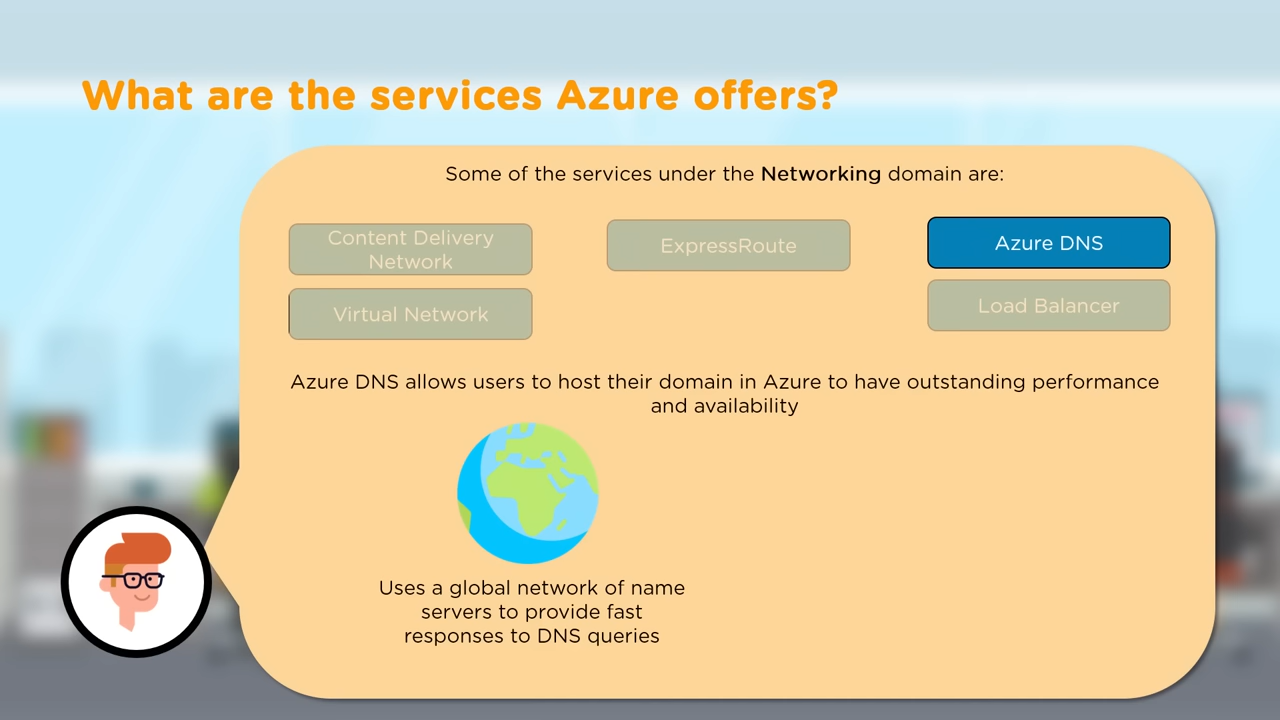 What are the services Azure offers?
Some of the services under the Networking domain are:
Content Delivery
Network
ExpressRoute
Azure DNS
Virtual Network
Load Balancer
Azure DNS allows users to host their domain in Azure to have outstanding performance
and availability
Uses a global network of name
servers to provide fast
responses to DNS queries